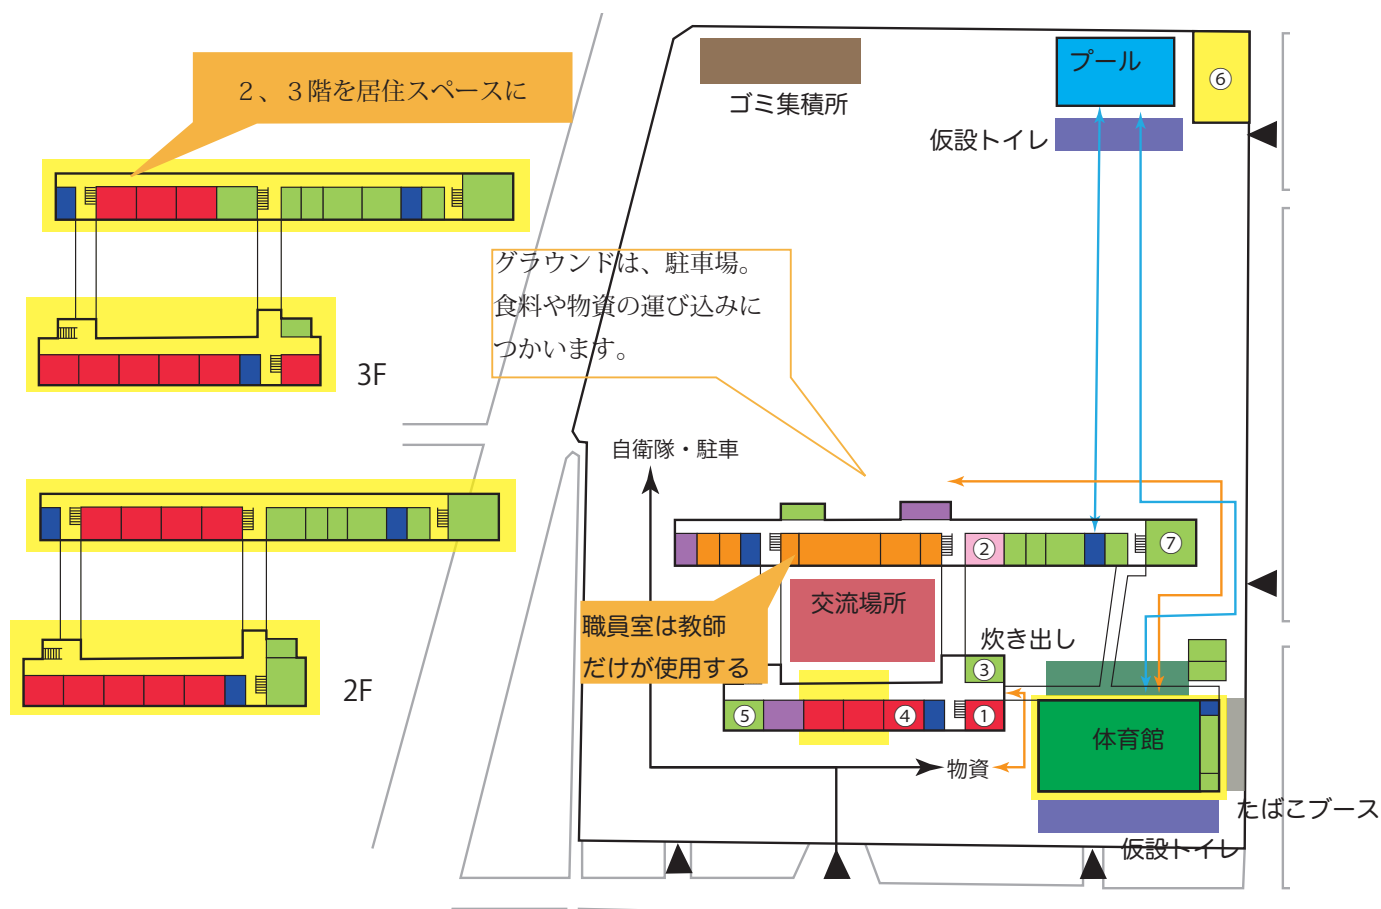 2、3階を居住スペースに
3F
2F
ゴミ集積所
プール
⑥
仮設トイレ
グラウンドは、駐車場。
食料や物資の運び込みに
つかいます。
自衛隊・駐車
②
⑦
職員室は教師
だけが使用する
交流場所
炊き出し
③
⑤
④
①
体育館
物資
たばこブース
仮設トイレ